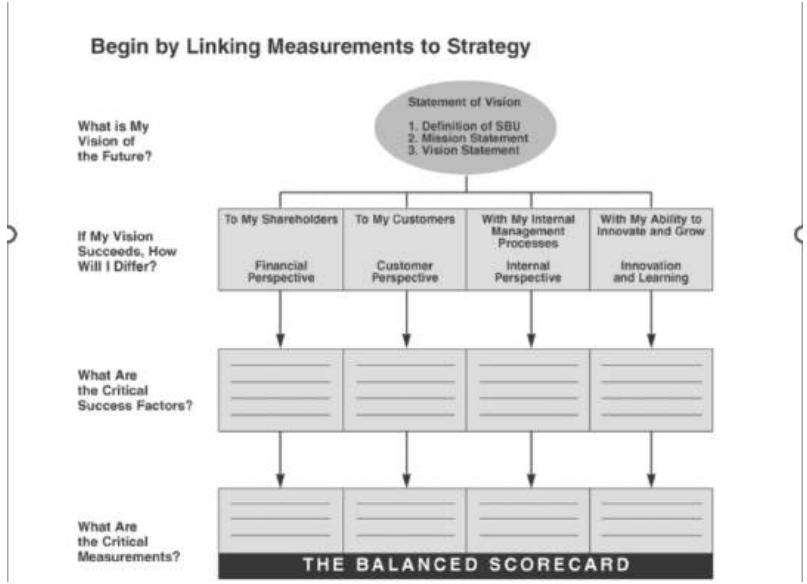 Begin by Linking Measurements to Strategy
What is My
Vision of
the Future?
Statement of Vision
1. Definition of SBU
2. Mission Statement
3. Vision Statement
If My Vision
Succeeds, How
Will I Differ?
To My Shareholders
Financial
Perspective
To My Customers
Customer
Perspective
With My Internal
Management
Processes
Internal
Perspective
With My Ability to
Innovate and Grow
Innovation
and Learning
What Are
the Critical
Success Factors?
What Are
the Critical
Measurements?
THE BALANCED SCORECARD